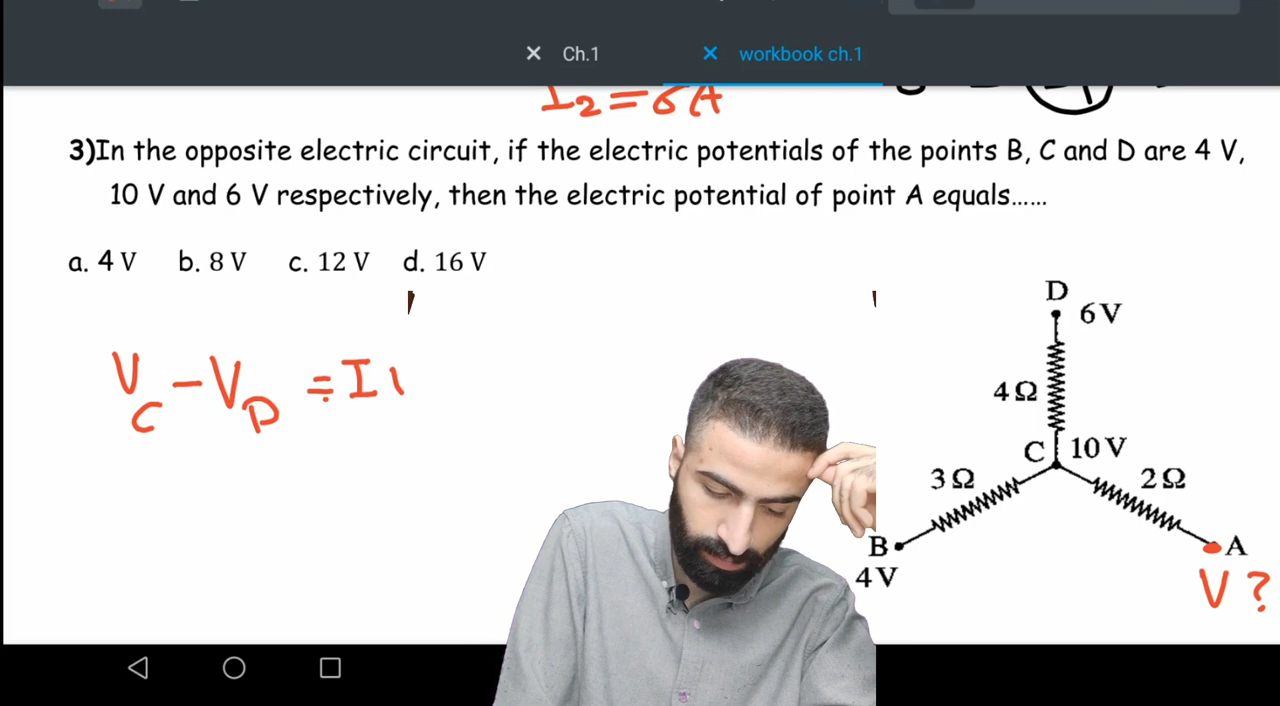 × Ch.1 × workbook ch.1
I2 = 6A
3)In the opposite electric circuit, if the electric potentials of the points B, C and D are 4 V,
10 V and 6 V respectively, then the electric potential of point A equals......
a. 4 V b. 8 V c. 12 V d. 16 V
D
6V
VC - VD = I
4Ω
C 10V
3Ω 2Ω
B A
4V V ?